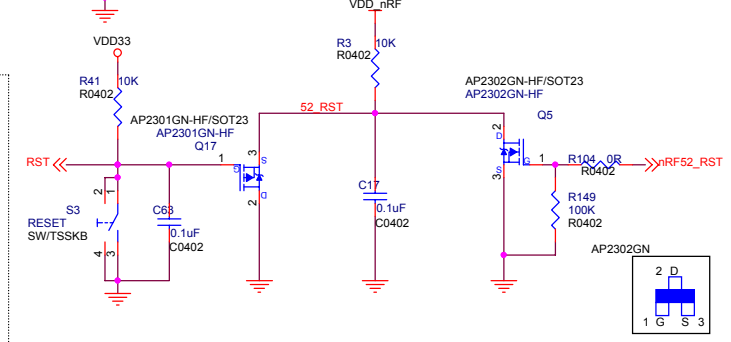 VDD_nRF
VDD33
R3 10K
R0402
R41 10K
R0402
AP2301GN-HF/SOT23
AP2301GN-HF
Q17
52_RST
AP2302GN-HF/SOT23
AP2302GN-HF
Q5
RST
1
G
3
S
D
2
2
D
G
1
S
3
R104 0R
R0402
nRF52_RST
S3
RESET
SW/TSSKB
2
1
4
3
C63
0.1uF
C0402
C17
0.1uF
C0402
R149
100K
R0402
AP2302GN
2 D
1 G S 3